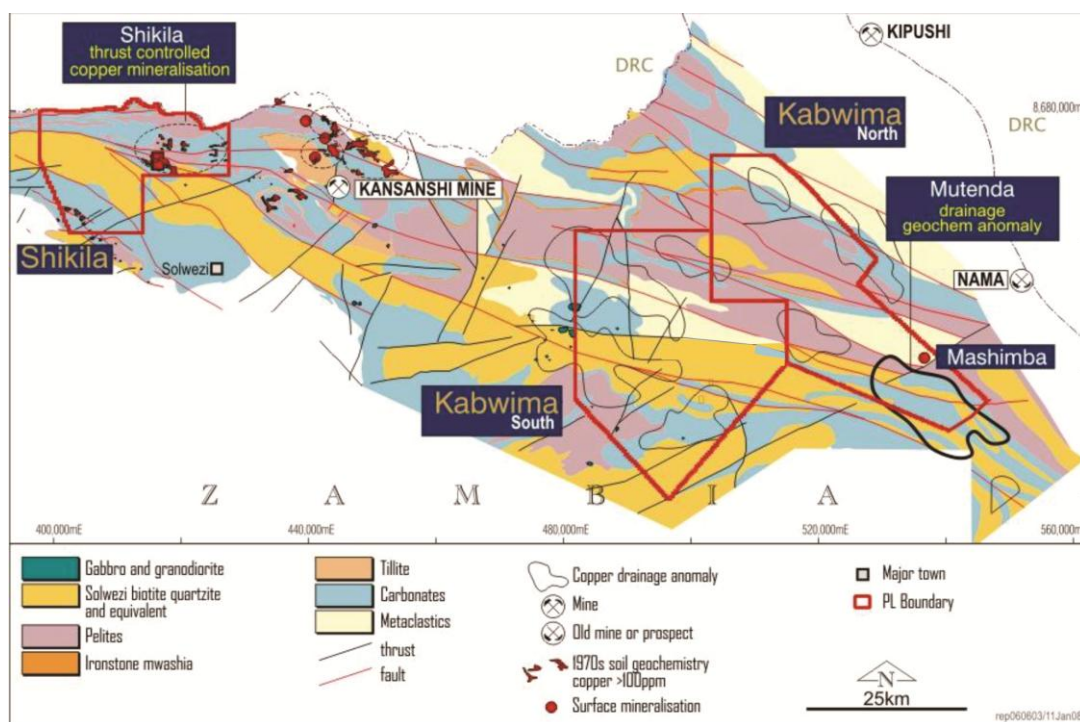 Shikila
thrust controlled
copper mineralisation
DRC
KIPUSHI
Kabwima
North
8,680,000m
DRC
KANSANSHI MINE
Mutenda
drainage
geochem anomaly
Shikila
Solwezi
NAMA
Mashimba
Kabwima
South
Z A M B I A
400,000mE
440,000mE
480,000mE
520,000mE
560,000m
Gabbro and granodiorite
Solwezi biotite quartzite
and equivalent
Pelites
Ironstone mwashia
Tillite
Carbonates
Metaclastics
thrust
fault
Copper drainage anomaly
Mine
Old mine or prospect
1970s soil geochemistry
copper >100ppm
Surface mineralisation
Major town
PL Boundary
N
25km
rep060603/11Jan08